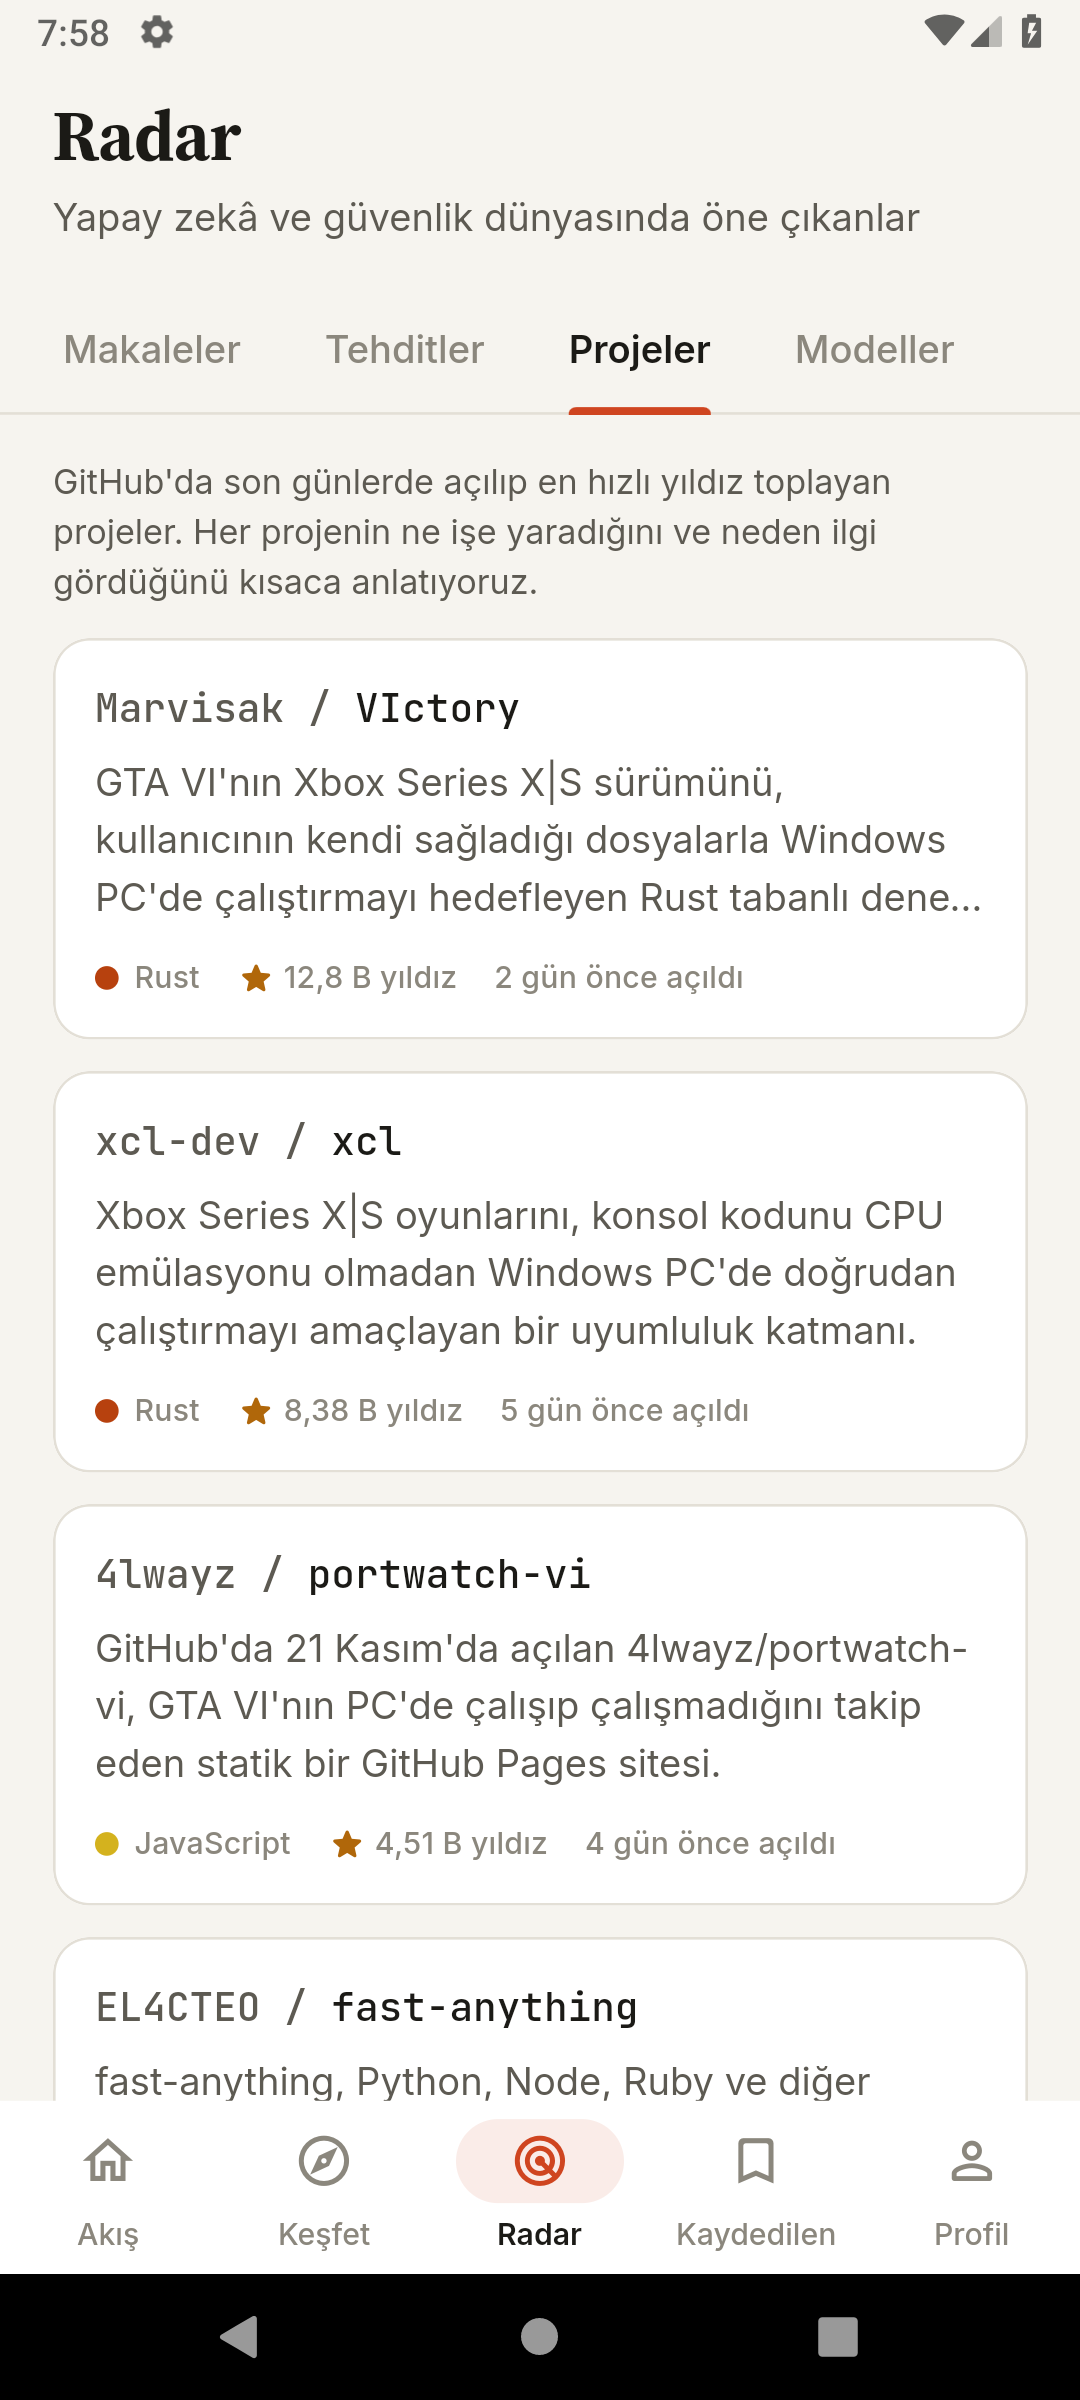 7:58
Radar
Yapay zekâ ve güvenlik dünyasında öne çıkanlar
Makaleler Tehditler Projeler Modeller
GitHub'da son günlerde açılıp en hızlı yıldız toplayan
projeler. Her projenin ne işe yaradığını ve neden ilgi
gördüğünü kısaca anlatıyoruz.
Marvisak / VIctory
GTA VI'nın Xbox Series X|S sürümünü,
kullanıcının kendi sağladığı dosyalarla Windows
PC'de çalıştırmayı hedefleyen Rust tabanlı dene...
Rust 12,8 B yıldız 2 gün önce açıldı
xcl-dev / xcl
Xbox Series X|S oyunlarını, konsol kodunu CPU
emülasyonu olmadan Windows PC'de doğrudan
çalıştırmayı amaçlayan bir uyumluluk katmanı.
Rust 8,38 B yıldız 5 gün önce açıldı
4lwayz / portwatch-vi
GitHub'da 21 Kasım'da açılan 4lwayz/portwatch-
vi, GTA VI'nın PC'de çalışıp çalışmadığını takip
eden statik bir GitHub Pages sitesi.
JavaScript 4,51 B yıldız 4 gün önce açıldı
EL4CTEO / fast-anything
fast-anything, Python, Node, Ruby ve diğer
Akış Keşfet Radar Kaydedilen Profil